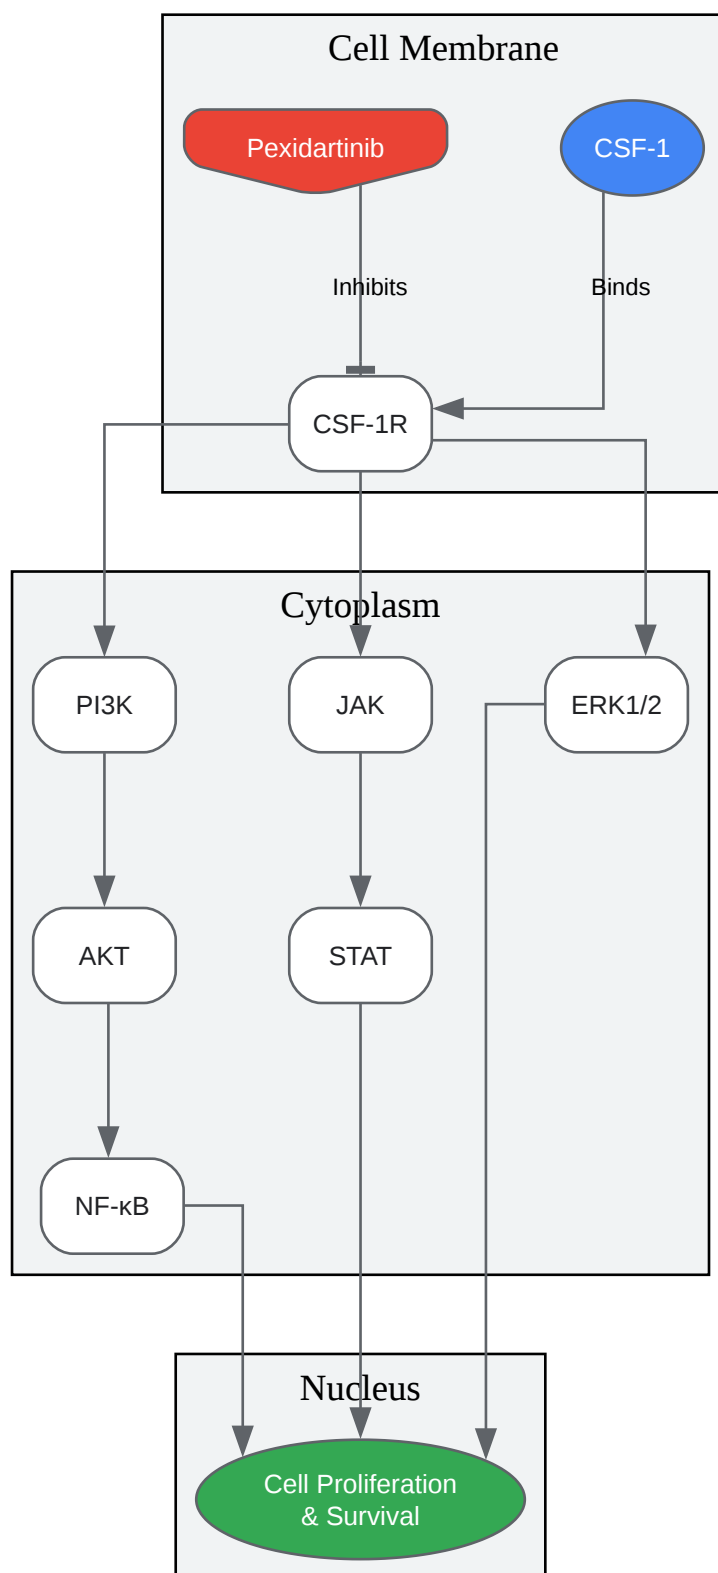 Cell Membrane
Pexidartinib
CSF-1
Inhibits
Binds
CSF-1R
Cytoplasm
PI3K
JAK
ERK1/2
AKT
STAT
NF-κB
Nucleus
Cell Proliferation
& Survival